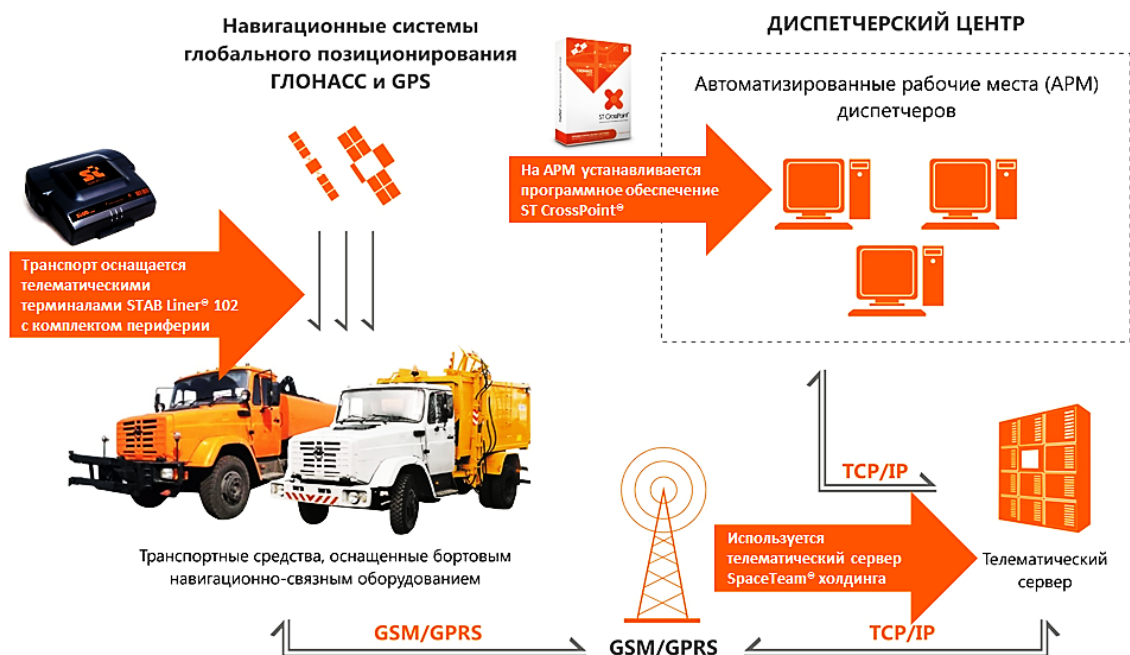 Навигационные системы
глобального позиционирования
ГЛОНАСС и GPS
ДИСПЕТЧЕРСКИЙ ЦЕНТР
Автоматизированные рабочие места (АРМ)
диспетчеров
ST CrossPoint
На АРМ устанавливается
программное обеспечение
ST CrossPoint®
Транспорт оснащается
телематическими
терминалами STAB Liner® 102
с комплектом периферии
Транспортные средства, оснащенные бортовым
навигационно-связным оборудованием
TCP/IP
Используется
телематический сервер
SpaceTeam® холдинга
Телематический
сервер
GSM/GPRS
GSM/GPRS
TCP/IP